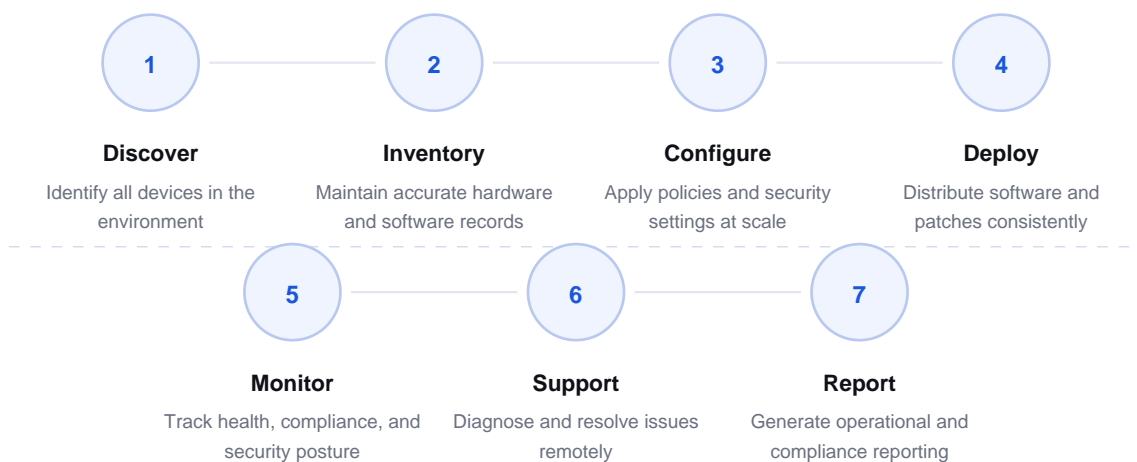 1
2
3
4
Discover
Inventory
Configure
Deploy
Identify all devices in the
environment
Maintain accurate hardware
and software records
Apply policies and security
settings at scale
Distribute software and
patches consistently
5
6
7
Monitor
Support
Report
Track health, compliance, and
security posture
Diagnose and resolve issues
remotely
Generate operational and
compliance reporting